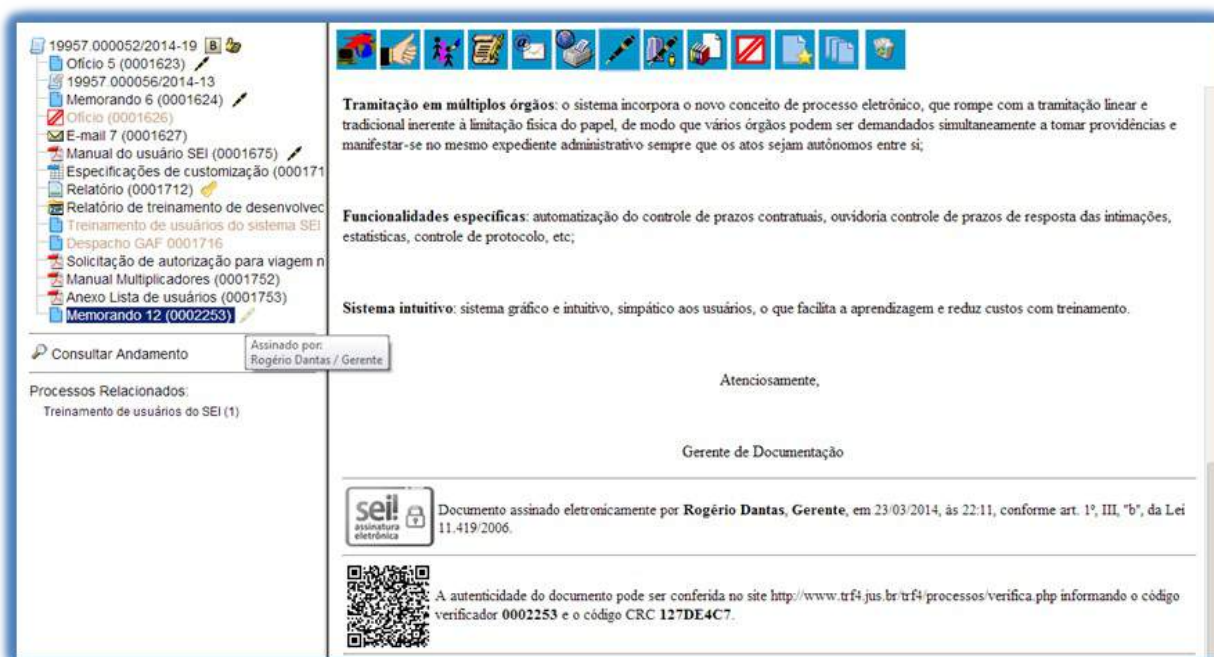 19957.000052/2014-19 B
Ofício 5 (0001623)
19957.000056/2014-13
Memorando 6 (0001624)
Ofício (0001626)
E-mail 7 (0001627)
Manual do usuário SEI (0001675)
Especificações de customização (000171
Relatório (0001712)
Relatório de treinamento de desenvolvec
Treinamento de usuários do sistema SEI
Despacho GAF 0001716
Solicitação de autorização para viagem n
Manual Multiplicadores (0001752)
Anexo Lista de usuários (0001753)
Memorando 12 (0002253)
Assinado por:
Rogério Dantas / Gerente
Consultar Andamento
Processos Relacionados:
Treinamento de usuários do SEI (1)
Tramitação em múltiplos órgãos: o sistema incorpora o novo conceito de processo eletrônico, que rompe com a tramitação linear e
tradicional inerente à limitação física do papel, de modo que vários órgãos podem ser demandados simultaneamente a tomar providências e
manifestar-se no mesmo expediente administrativo sempre que os atos sejam autônomos entre si;
Funcionalidades específicas: automatização do controle de prazos contratuais, ouvidoria controle de prazos de resposta das intimações,
estatísticas, controle de protocolo, etc;
Sistema intuitivo: sistema gráfico e intuitivo, simpático aos usuários, o que facilita a aprendizagem e reduz custos com treinamento.
Atenciosamente,
Gerente de Documentação
sei!
assinatura
eletrônica
Documento assinado eletronicamente por Rogério Dantas, Gerente, em 23/03/2014, às 22:11, conforme art. 1º, III, "b", da Lei
11.419/2006.
A autenticidade do documento pode ser conferida no site http://www.trf4.jus.br/trf4/processos/verifica.php informando o código
verificador 0002253 e o código CRC 127DE4C7.